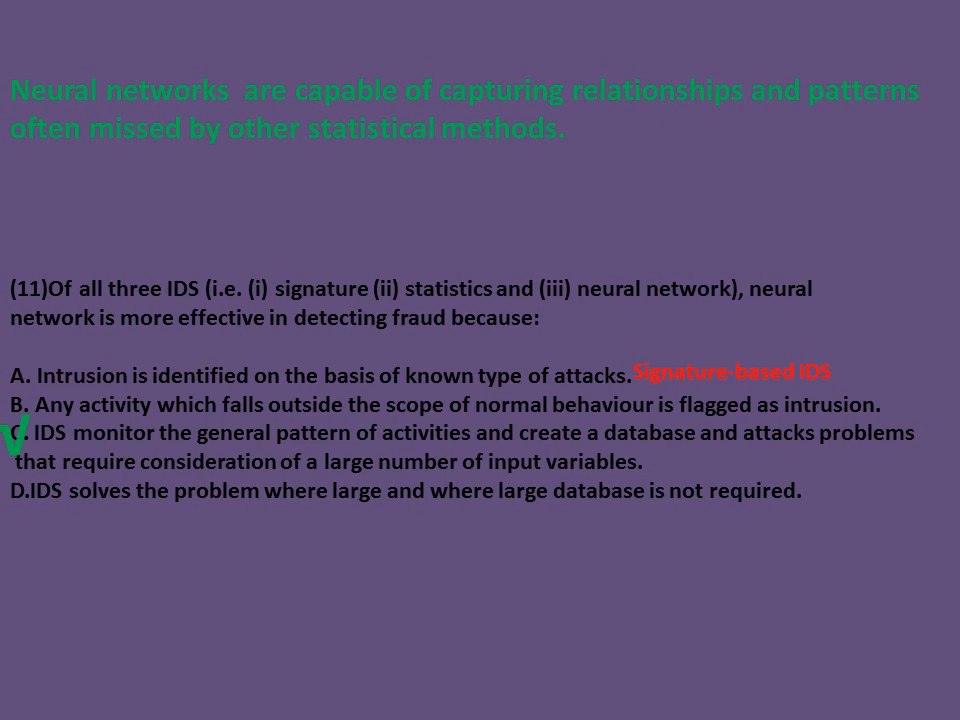 Neural networks are capable of capturing relationships and patterns
often missed by other statistical methods.
(11)Of all three IDS (i.e. (i) signature (ii) statistics and (iii) neural network), neural
network is more effective in detecting fraud because:
A. Intrusion is identified on the basis of known type of attacks. Signature-based IDS
B. Any activity which falls outside the scope of normal behaviour is flagged as intrusion.
√ C. IDS monitor the general pattern of activities and create a database and attacks problems
that require consideration of a large number of input variables.
D.IDS solves the problem where large and where large database is not required.